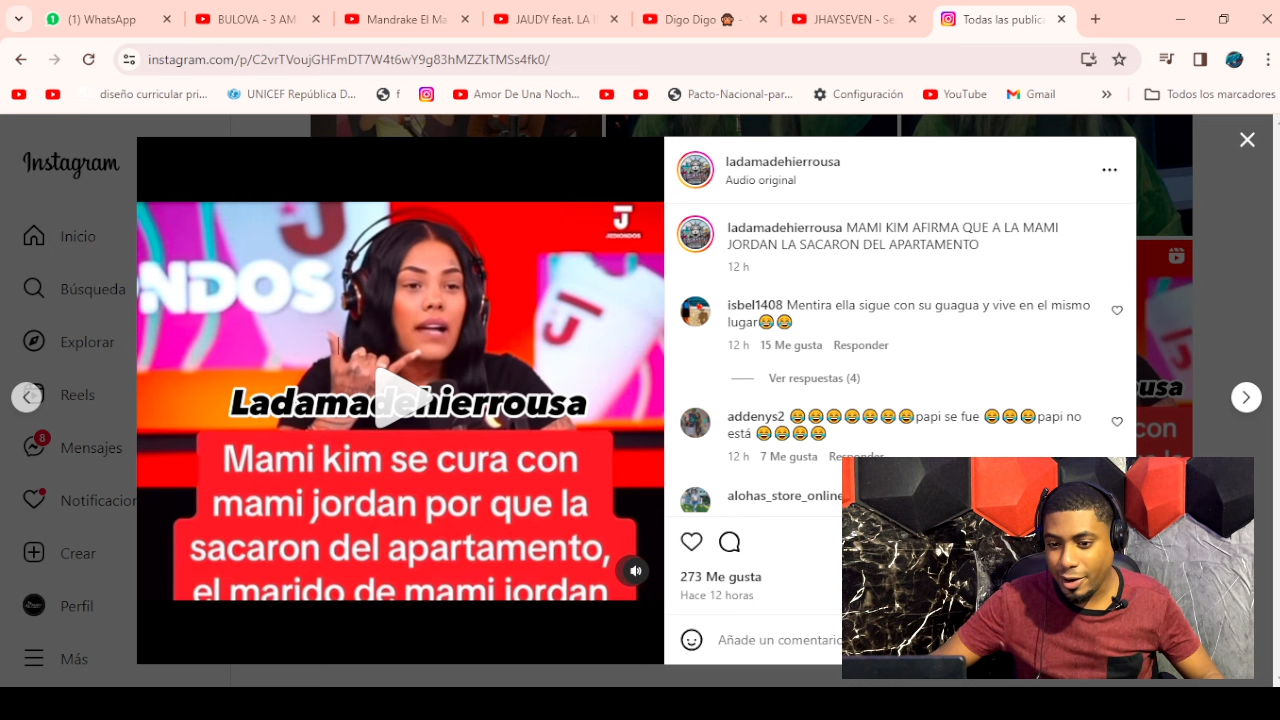 (1) WhatsApp
BULOVA - 3 AM
Mandrake El Ma
JAUDY feat. LA
Digo Digo
JHAYSEVEN - Se
Todas las publica
instagram.com/p/C2vrTVoujGHFmDT7W4t6wY9g83hMZZkTMSs4fk0/
diseño curricular pri...
UNICEF República D...
f
Amor De Una Noch...
Pacto-Nacional-par...
Configuración
YouTube
Gmail
Todos los marcadores
Instagram
Inicio
Búsqueda
Explorar
Reels
8
Mensajes
Notificacion
Crear
Perfil
Más
J
JEDIONDOS
NDOS
Ladamadehierrousa
Mami kim se cura con
mami jordan por que la
sacaron del apartamento,
el marido de mami jordan
ladamadehierrousa
Audio original
ladamadehierrousa MAMI KIM AFIRMA QUE A LA MAMI
JORDAN LA SACARON DEL APARTAMENTO
12 h
isbel1408 Mentira ella sigue con su guagua y vive en el mismo
lugar😂😂
12 h 15 Me gusta Responder
Ver respuestas (4)
addenys2 😂😂😂😂😂😂😂papi se fue 😂😂😂papi no
está 😂😂😂😂
12 h 7 Me gusta Responder
alohas_store_online
273 Me gusta
Hace 12 horas
Añade un comentario